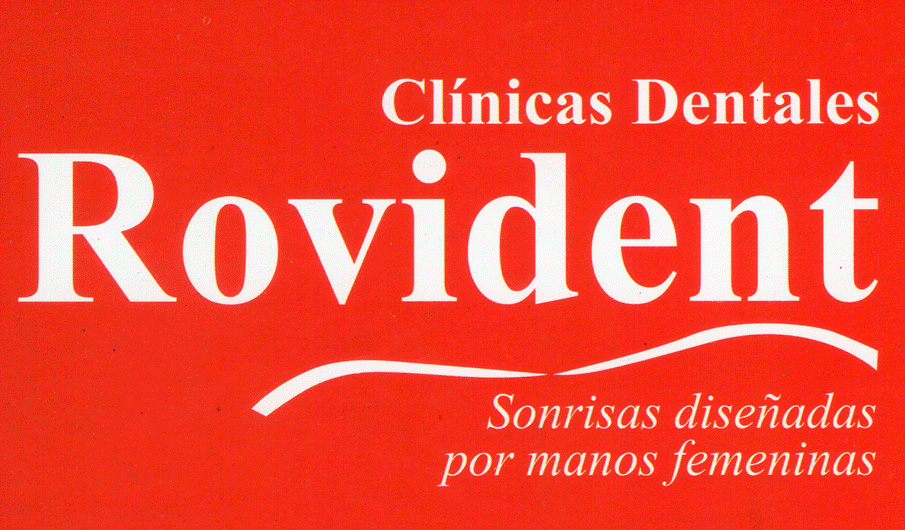 Clínicas Dentales
Rovident
Sonrisas diseñadas
por manos femeninas